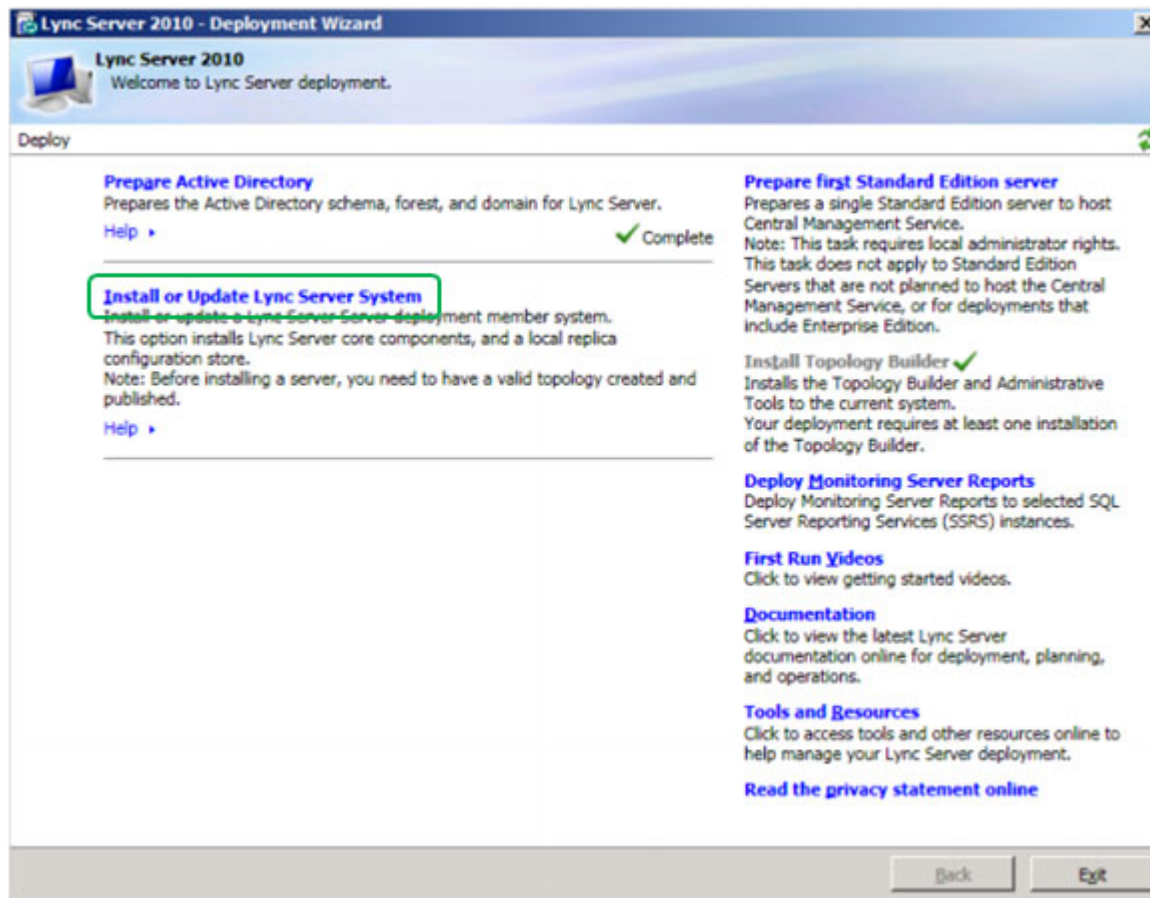 Lync Server 2010 - Deployment Wizard
Lync Server 2010
Welcome to Lync Server deployment.
Deploy
Prepare Active Directory
Prepares the Active Directory schema, forest, and domain for Lync Server.
Help
Complete
Install or Update Lync Server System
Install or update a Lync Server Server deployment member system.
This option installs Lync Server core components, and a local replica
configuration store.
Note: Before installing a server, you need to have a valid topology created and
published.
Help
Prepare first Standard Edition server
Prepares a single Standard Edition server to host
Central Management Service.
Note: This task requires local administrator rights.
This task does not apply to Standard Edition
Servers that are not planned to host the Central
Management Service, or for deployments that
include Enterprise Edition.
Install Topology Builder
Installs the Topology Builder and Administrative
Tools to the current system.
Your deployment requires at least one installation
of the Topology Builder.
Deploy Monitoring Server Reports
Deploy Monitoring Server Reports to selected SQL
Server Reporting Services (SSRS) instances.
First Run Videos
Click to view getting started videos.
Documentation
Click to view the latest Lync Server
documentation online for deployment, planning,
and operations.
Tools and Resources
Click to access tools and other resources online to
help manage your Lync Server deployment.
Read the privacy statement online
Back
Exit